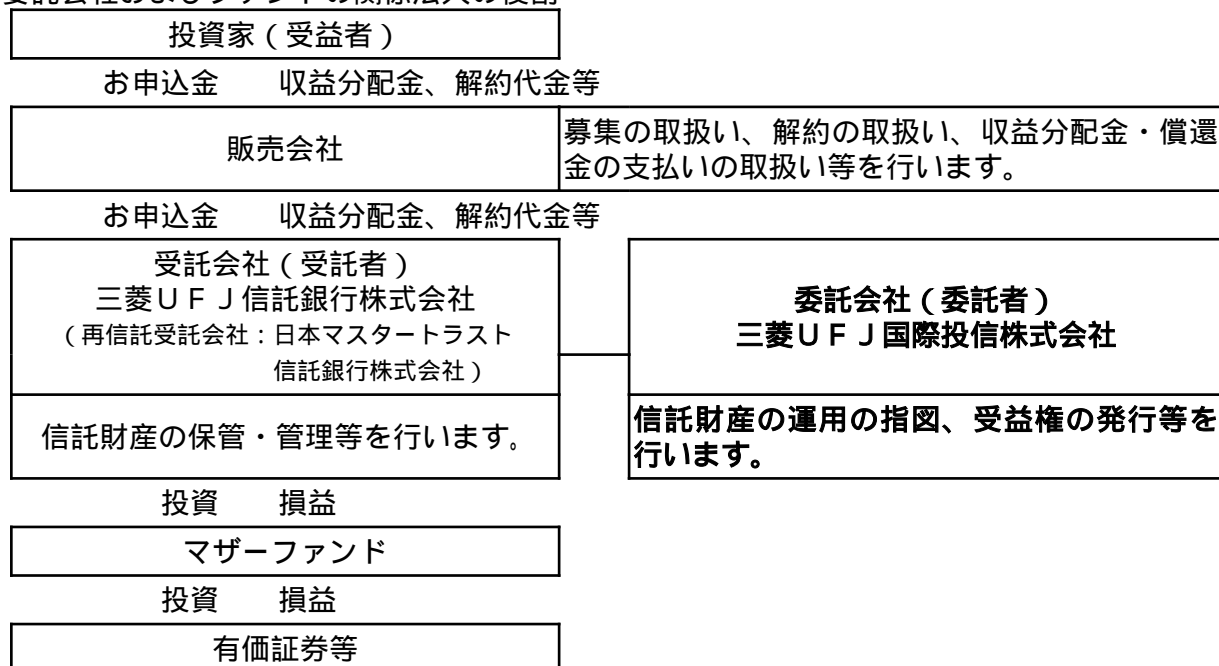 投資家（受益者）
お申込金　　収益分配金、解約代金等
販売会社
募集の取扱い、解約の取扱い、収益分配金・償還
金の支払いの取扱い等を行います。
お申込金　　収益分配金、解約代金等
受託会社（受託者）
三菱ＵＦＪ信託銀行株式会社
（再信託受託会社：日本マスタートラスト
信託銀行株式会社）
委託会社（委託者）
三菱ＵＦＪ国際投信株式会社
信託財産の保管・管理等を行います。
信託財産の運用の指図、受益権の発行等を
行います。
投資　　損益
マザーファンド
投資　　損益
有価証券等